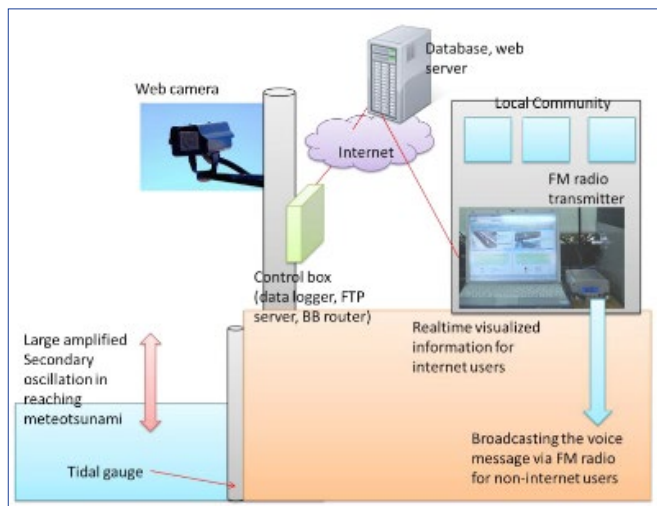 Database, web
server
Web camera
Local Community
Internet
FM radio
transmitter
Control box
(data logger, FTP
server, BB router)
Large amplified
Secondary
oscillation in
reaching
meteotsunami
Realtime visualized
information for
internet users
Tidal gauge
Broadcasting the voice
message via FM radio
for non-internet users